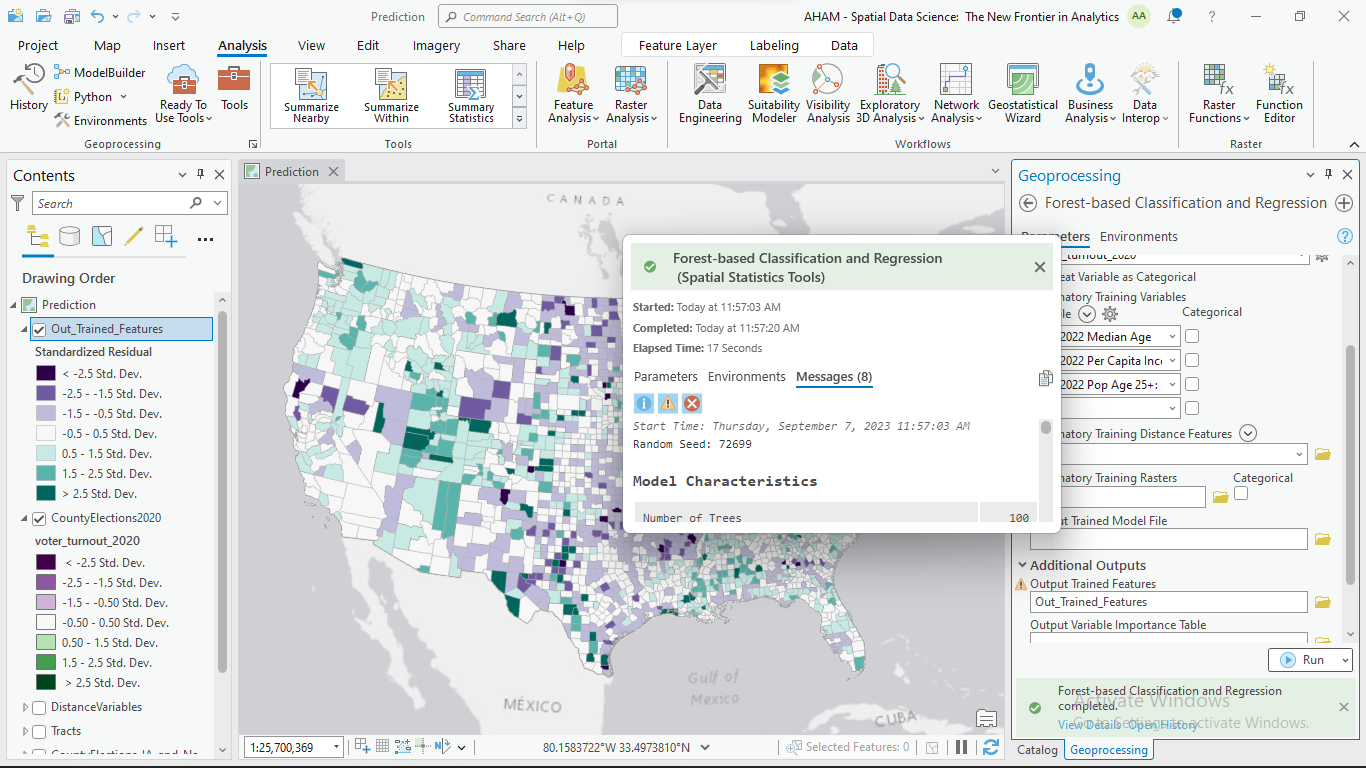 Prediction
Command Search (Alt+Q)
AHAM - Spatial Data Science: The New Frontier in Analytics
AA
Project
Map
Insert
Analysis
View
Edit
Imagery
Share
Help
Feature Layer
Labeling
Data
History
ModelBuilder
Python
Environments
Ready To
Use Tools
Tools
Geoprocessing
Summarize
Nearby
Summarize
Within
Summary
Statistics
Tools
Feature
Analysis
Raster
Analysis
Portal
Data
Engineering
Suitability
Modeler
Visibility
Analysis
Exploratory
3D Analysis
Network
Analysis
Geostatistical
Wizard
Business
Analysis
Data
Interop
Workflows
Raster
Functions
Function
Editor
Raster
Contents
Search
Drawing Order
Prediction
Out_Trained_Features
Standardized Residual
< -2.5 Std. Dev.
-2.5 - -1.5 Std. Dev.
-1.5 - -0.5 Std. Dev.
-0.5 - 0.5 Std. Dev.
0.5 - 1.5 Std. Dev.
1.5 - 2.5 Std. Dev.
> 2.5 Std. Dev.
CountyElections2020
voter_turnout_2020
< -2.5 Std. Dev.
-2.5 - -1.5 Std. Dev.
-1.5 - -0.50 Std. Dev.
-0.50 - 0.50 Std. Dev.
0.50 - 1.5 Std. Dev.
1.5 - 2.5 Std. Dev.
> 2.5 Std. Dev.
DistanceVariables
Tracts
Prediction
CANADA
Gulf of
Mexico
MÉXICO
CUBA
1:25,700,369
80.1583722°W 33.4973810°N
Selected Features: 0
Forest-based Classification and Regression
(Spatial Statistics Tools)
Started: Today at 11:57:03 AM
Completed: Today at 11:57:20 AM
Elapsed Time: 17 Seconds
Parameters
Environments
Messages (8)
Start Time: Thursday, September 7, 2023 11:57:03 AM
Random Seed: 72699
Model Characteristics
Number of Trees 100
Geoprocessing
Forest-based Classification and Regression
Parameters
Environments
_turnout_2020
eat Variable as Categorical
natory Training Variables
le
Categorical
2022 Median Age
2022 Per Capita Inc
2022 Pop Age 25+:
natory Training Distance Features
natory Training Rasters
Categorical
t Trained Model File
Additional Outputs
Output Trained Features
Out_Trained_Features
Output Variable Importance Table
Run
Forest-based Classification and Regression
completed.
View Details Open History
Activate Windows
Go to Settings to activate Windows.
Catalog
Geoprocessing